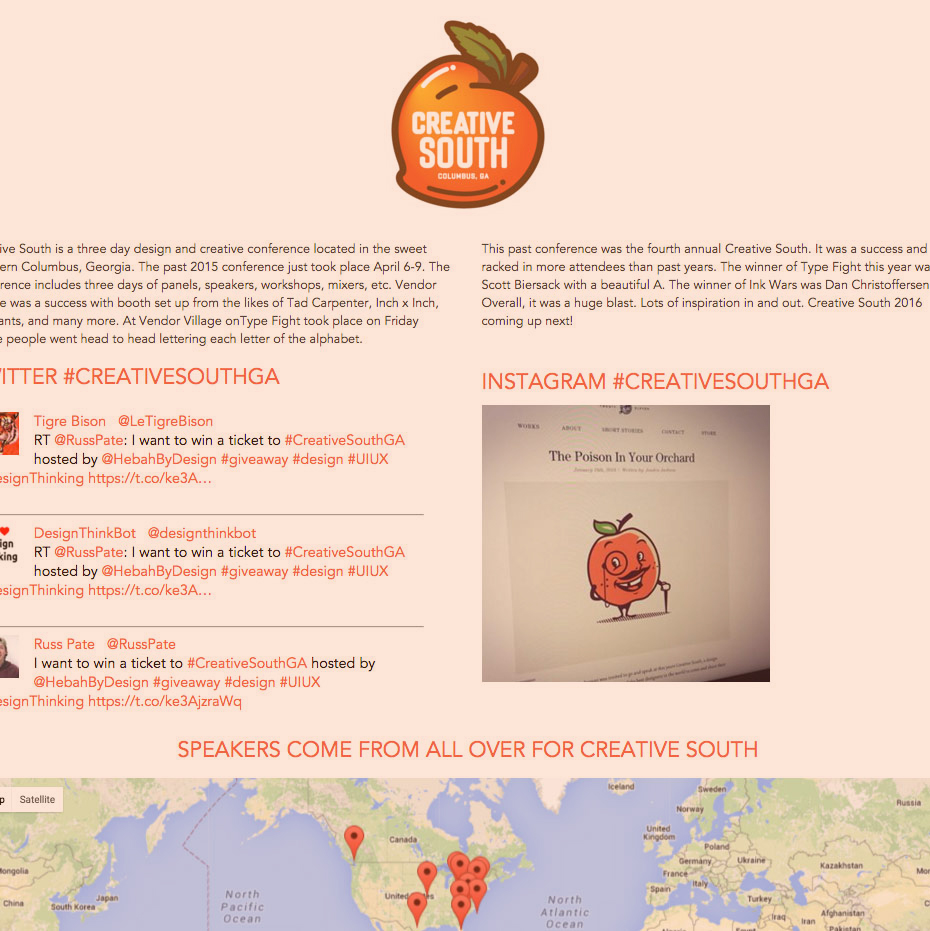 CREATIVE
SOUTH
COLUMBUS, GA
ive South is a three day design and creative conference located in the sweet
ern Columbus, Georgia. The past 2015 conference just took place April 6-9. The
rence includes three days of panels, speakers, workshops, mixers, etc. Vendor
e was a success with booth set up from the likes of Tad Carpenter, Inch x Inch,
ants, and many more. At Vendor Village onType Fight took place on Friday
e people went head to head lettering each letter of the alphabet.
This past conference was the fourth annual Creative South. It was a success and
racked in more attendees than past years. The winner of Type Fight this year wa
Scott Biersack with a beautiful A. The winner of Ink Wars was Dan Christoffersen
Overall, it was a huge blast. Lots of inspiration in and out. Creative South 2016
coming up next!
ITTER #CREATIVESOUTHGA
Tigre Bison @LeTigreBison
RT @RussPate: I want to win a ticket to #CreativeSouthGA
hosted by @HebahByDesign #giveaway #design #UIUX
esignThinking https://t.co/ke3A…
DesignThinkBot @designthinkbot
ign
king
RT @RussPate: I want to win a ticket to #CreativeSouthGA
hosted by @HebahByDesign #giveaway #design #UIUX
esignThinking https://t.co/ke3A…
Russ Pate @RussPate
I want to win a ticket to #CreativeSouthGA hosted by
@HebahByDesign #giveaway #design #UIUX
esignThinking https://t.co/ke3AjzraWq
INSTAGRAM #CREATIVESOUTHGA
WORKS ABOUT SHORT STORIES CONTACT STORE
The Poison In Your Orchard
SPEAKERS COME FROM ALL OVER FOR CREATIVE SOUTH
p Satellite
Iceland
Sweden
Russia
Norway
Canada
United
Kingdom
Poland
Germany
Ukraine
Kazakhstan
France
Mongolia
Mon
Italy
Spain
United es
North
Pacific
Ocean
North
Atlantic
Ocean
Turkey
China
Japan
South Korea
Afghanistan
Iraq
Iran
Pakistan